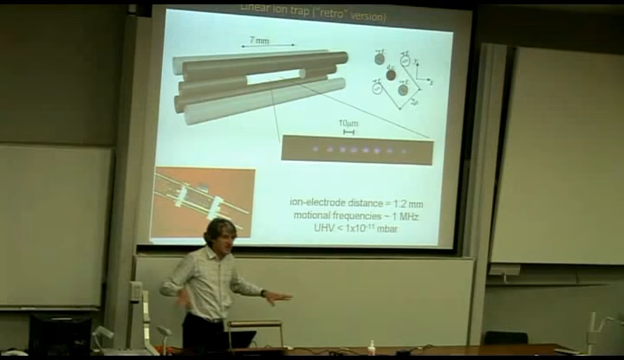 Linear ion trap ("retro" version)
7 mm
10µm
ion-electrode distance = 1.2 mm
motional frequencies ~ 1 MHz
UHV < 1x10⁻¹¹ mbar